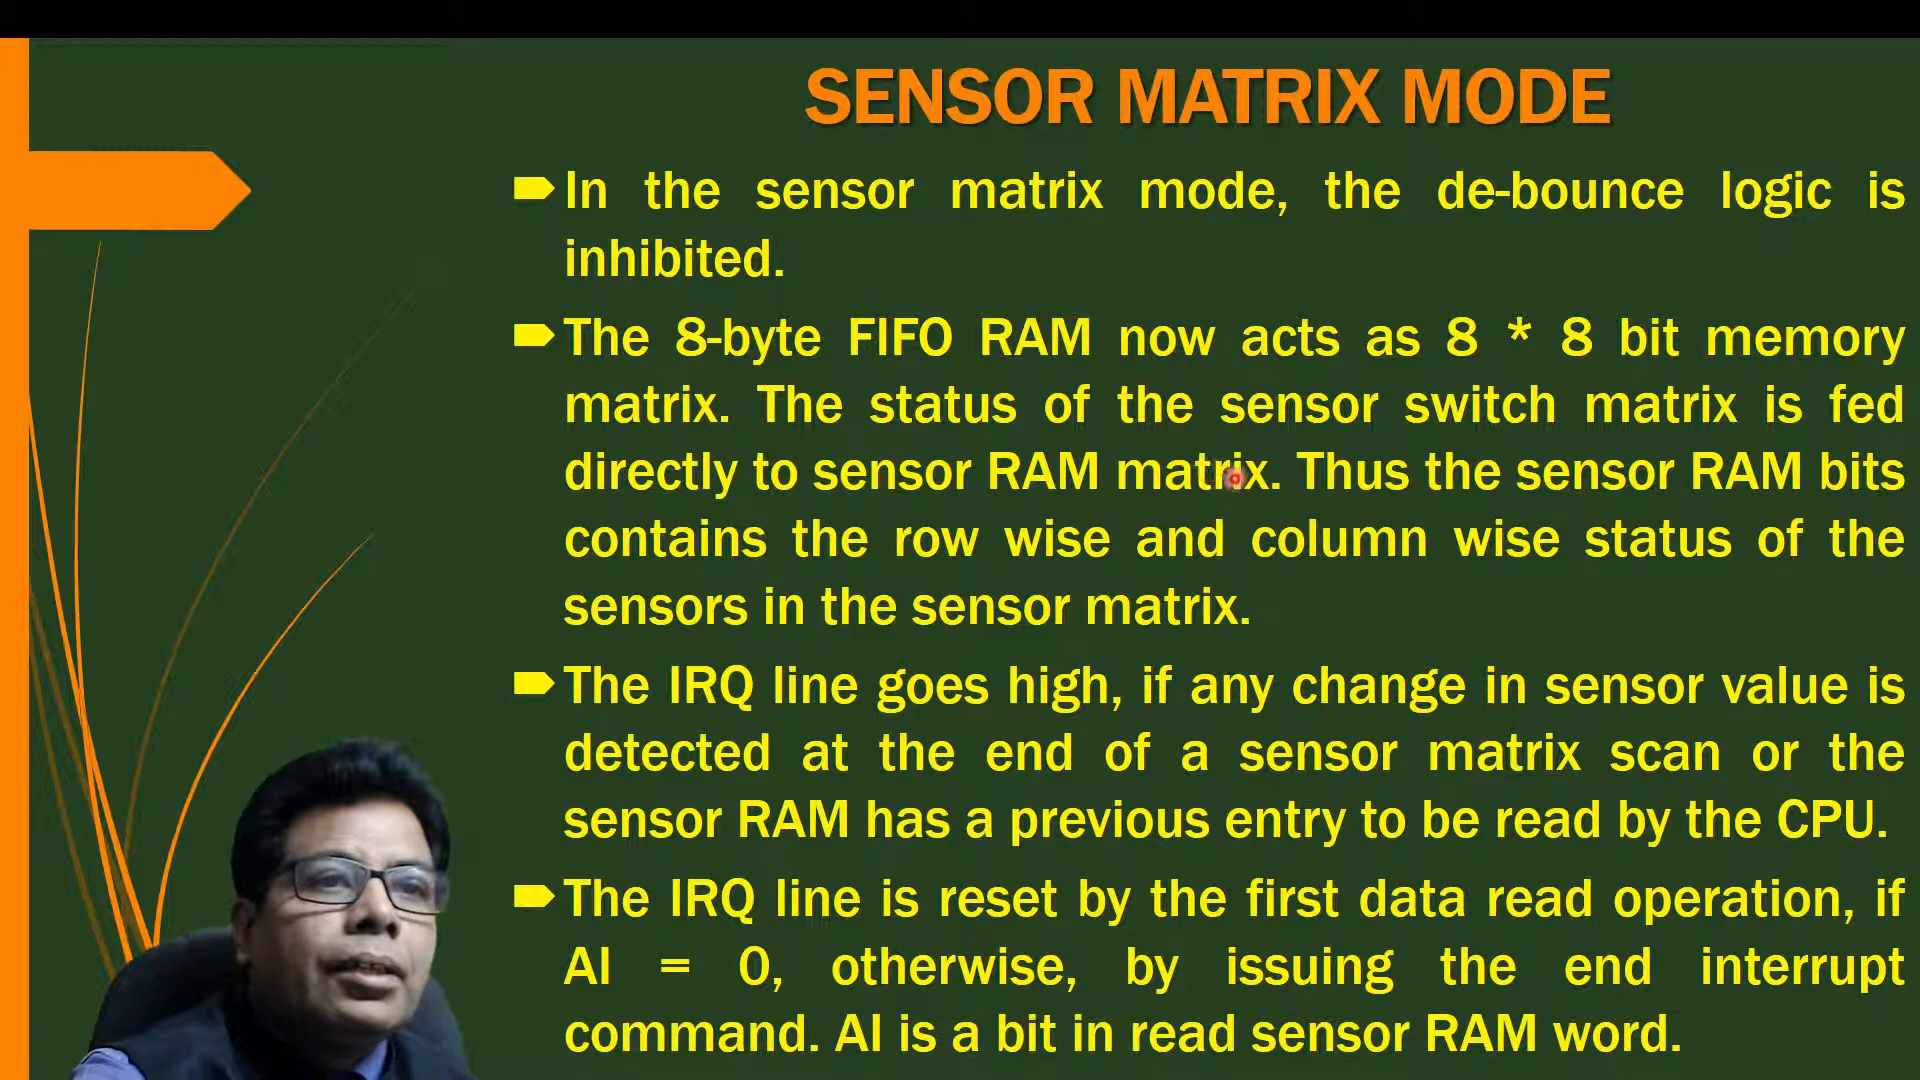 SENSOR MATRIX MODE
In the sensor matrix mode, the de-bounce logic is
inhibited.
The 8-byte FIFO RAM now acts as 8 * 8 bit memory
matrix. The status of the sensor switch matrix is fed
directly to sensor RAM matrix. Thus the sensor RAM bits
contains the row wise and column wise status of the
sensors in the sensor matrix.
The IRQ line goes high, if any change in sensor value is
detected at the end of a sensor matrix scan or the
sensor RAM has a previous entry to be read by the CPU.
The IRQ line is reset by the first data read operation, if
AI = 0, otherwise, by issuing the end interrupt
command. AI is a bit in read sensor RAM word.